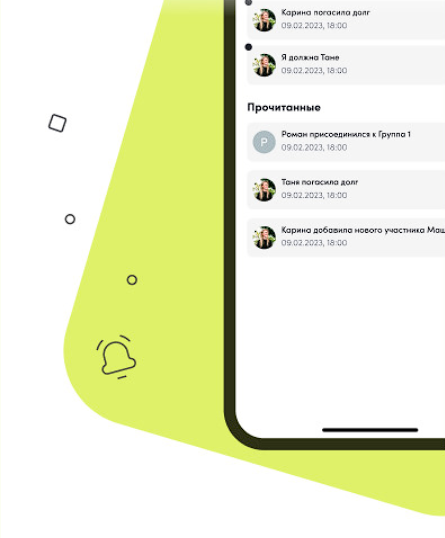 Карина погасила долг
09.02.2023, 18:00
Я должна Тане
09.02.2023, 18:00
Прочитанные
Р
Роман присоединился к Группа 1
09.02.2023, 18:00
Таня погасила долг
09.02.2023, 18:00
Карина добавила нового участника Маш
09.02.2023, 18:00